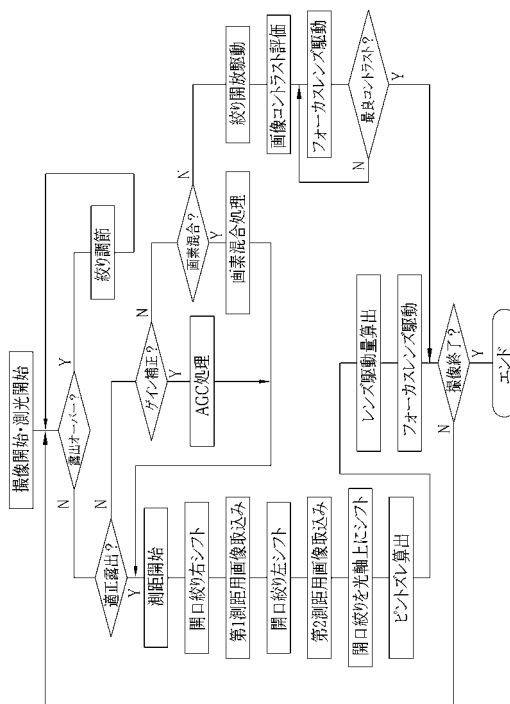 撮像開始・測光開始
露出オーバー?
Y
N
絞り調節
適正露出?
N
Y
ゲイン補正?
N
Y
AGC処理
画素混合?
N
Y
画素混合処理
絞り開放駆動
画像コントラスト評価
フォーカスレンズ駆動
最良コントラスト?
N
Y
測距開始
開口絞り右シフト
第1測距用画像取込み
開口絞り左シフト
第2測距用画像取込み
開口絞りを光軸上にシフト
ピントズレ算出
レンズ駆動量算出
フォーカスレンズ駆動
撮像終了?
N
Y
エンド